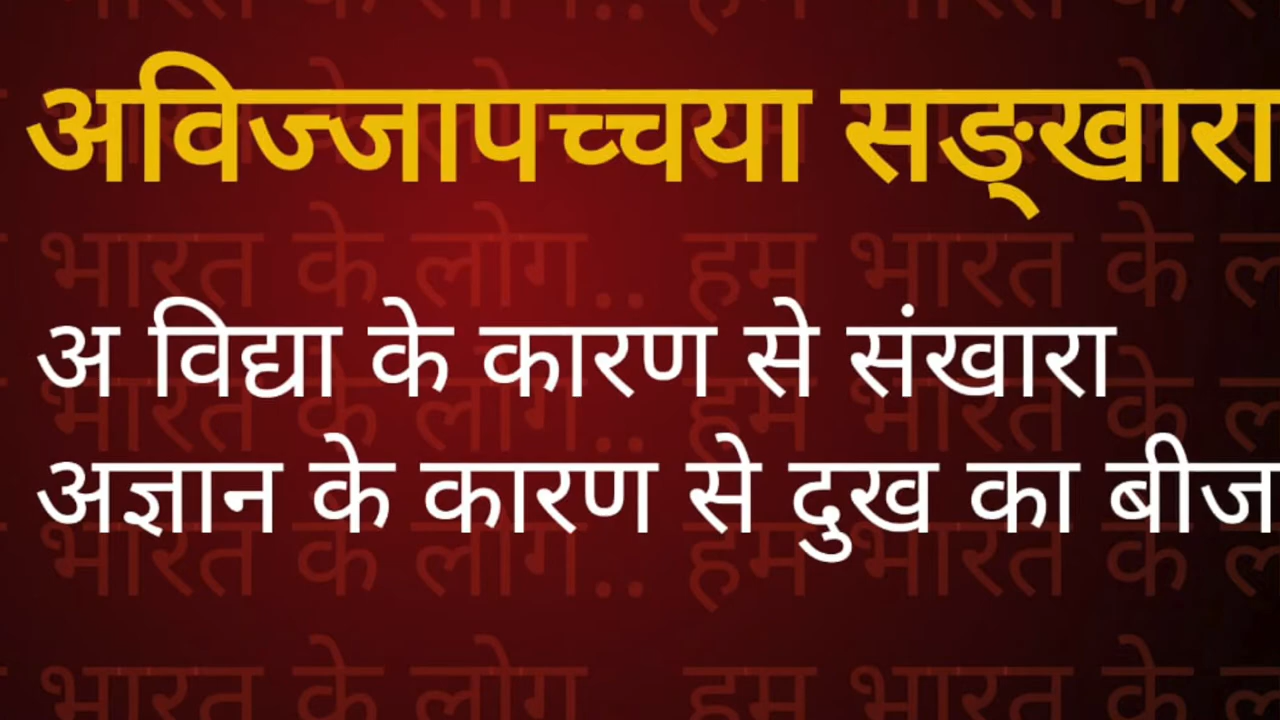 अविज्जापच्चया सङ्खारा
अ विद्या के कारण से संखारा
अज्ञान के कारण से दुख का बीज